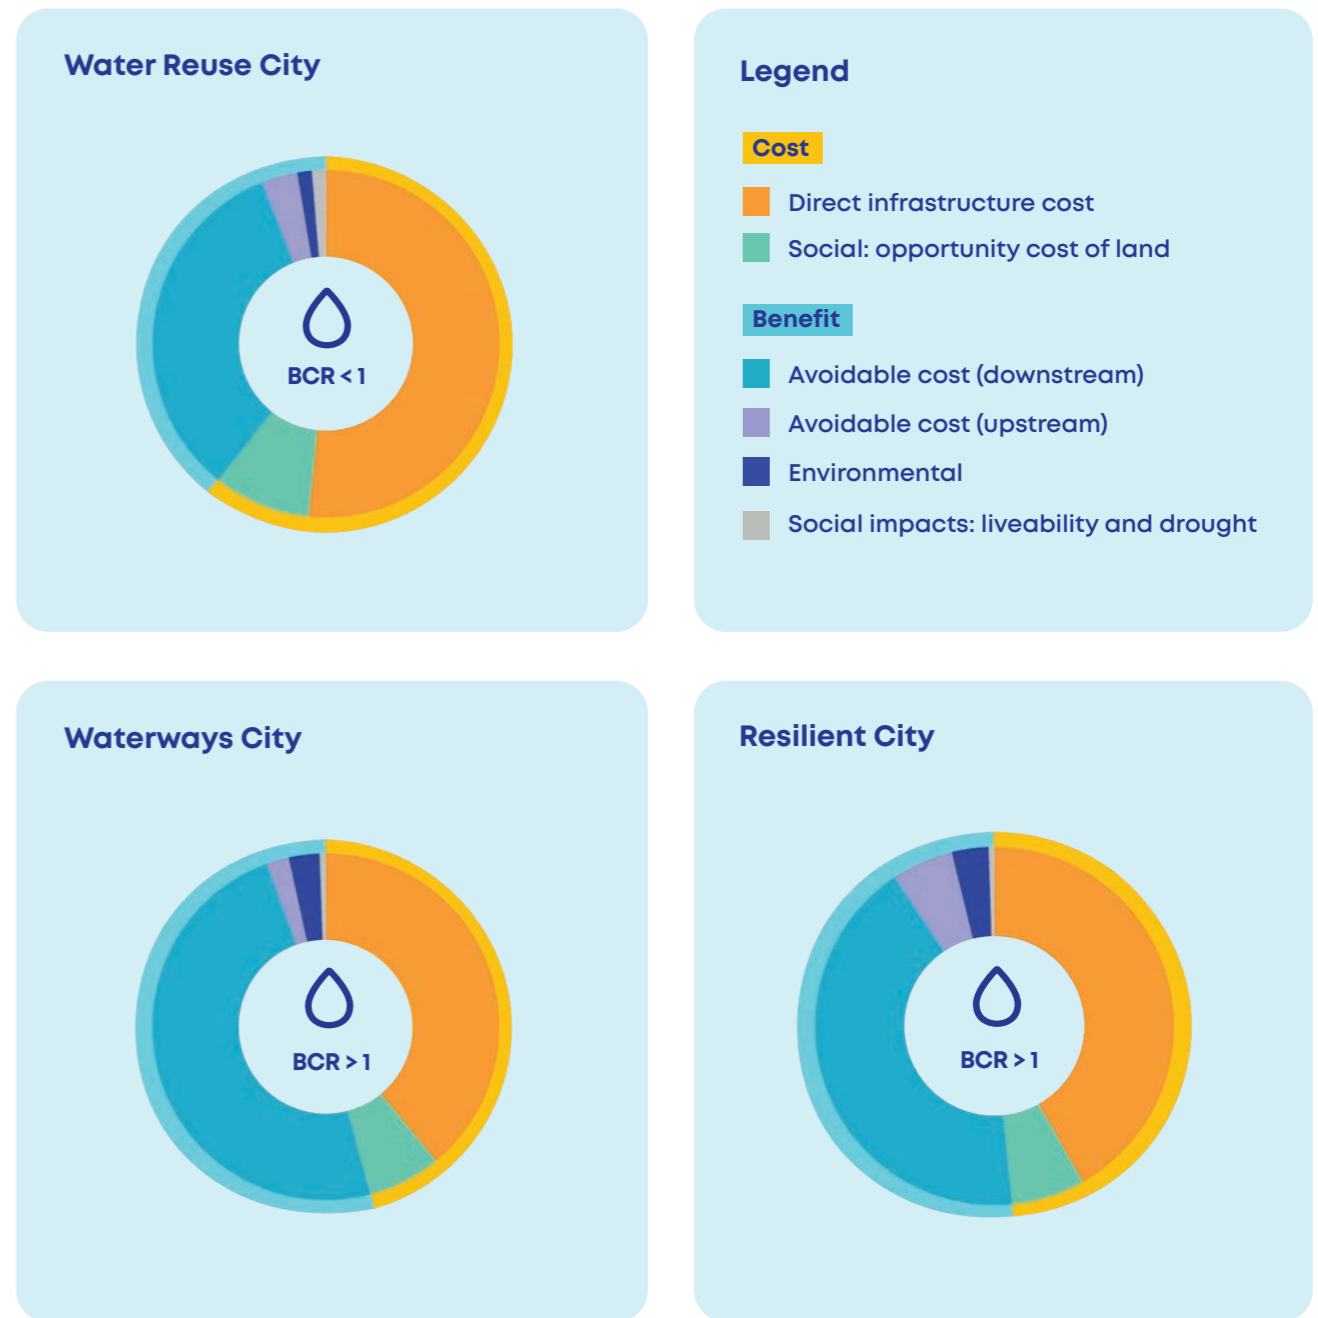 Water Reuse City
BCR < 1
Legend
Cost
Direct infrastructure cost
Social: opportunity cost of land
Benefit
Avoidable cost (downstream)
Avoidable cost (upstream)
Environmental
Social impacts: liveability and drought
Waterways City
BCR > 1
Resilient City
BCR > 1